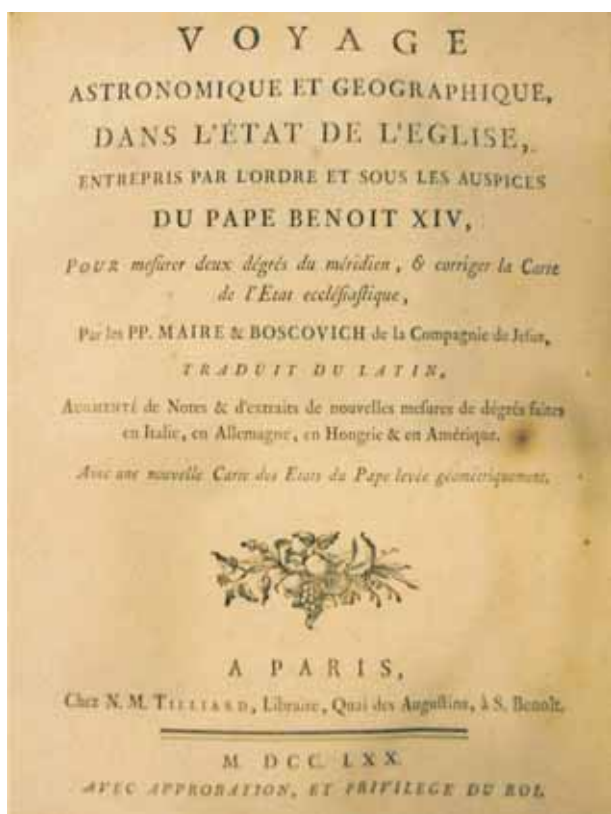 VOYAGE
ASTRONOMIQUE ET GEOGRAPHIQUE,
DANS L'ÉTAT DE L'EGLISE,
ENTREPRIS PAR L'ORDRE ET SOUS LES AUSPICES
DU PAPE BENOIT XIV,
POUR meſurer deux dégrés du méridien, & corriger la Carte
de l'Etat eccléſiaſtique,
Par les PP. MAIRE & BOSCOVICH de la Compagnie de Jeſus,
TRADUIT DU LATIN,
AUGMENTÉ de Notes & d'extraits de nouvelles meſures de dégrés faites
en Italie, en Allemagne, en Hongrie & en Amérique.
Avec une nouvelle Carte des Etats du Pape levée géométriquement.
A PARIS,
Chez N. M. TILLIARD, Libraire, Quai des Auguſtins, à S. Benoît.
M. DCC. LXX.
AVEC APPROBATION, ET PRIVILEGE DU ROI.